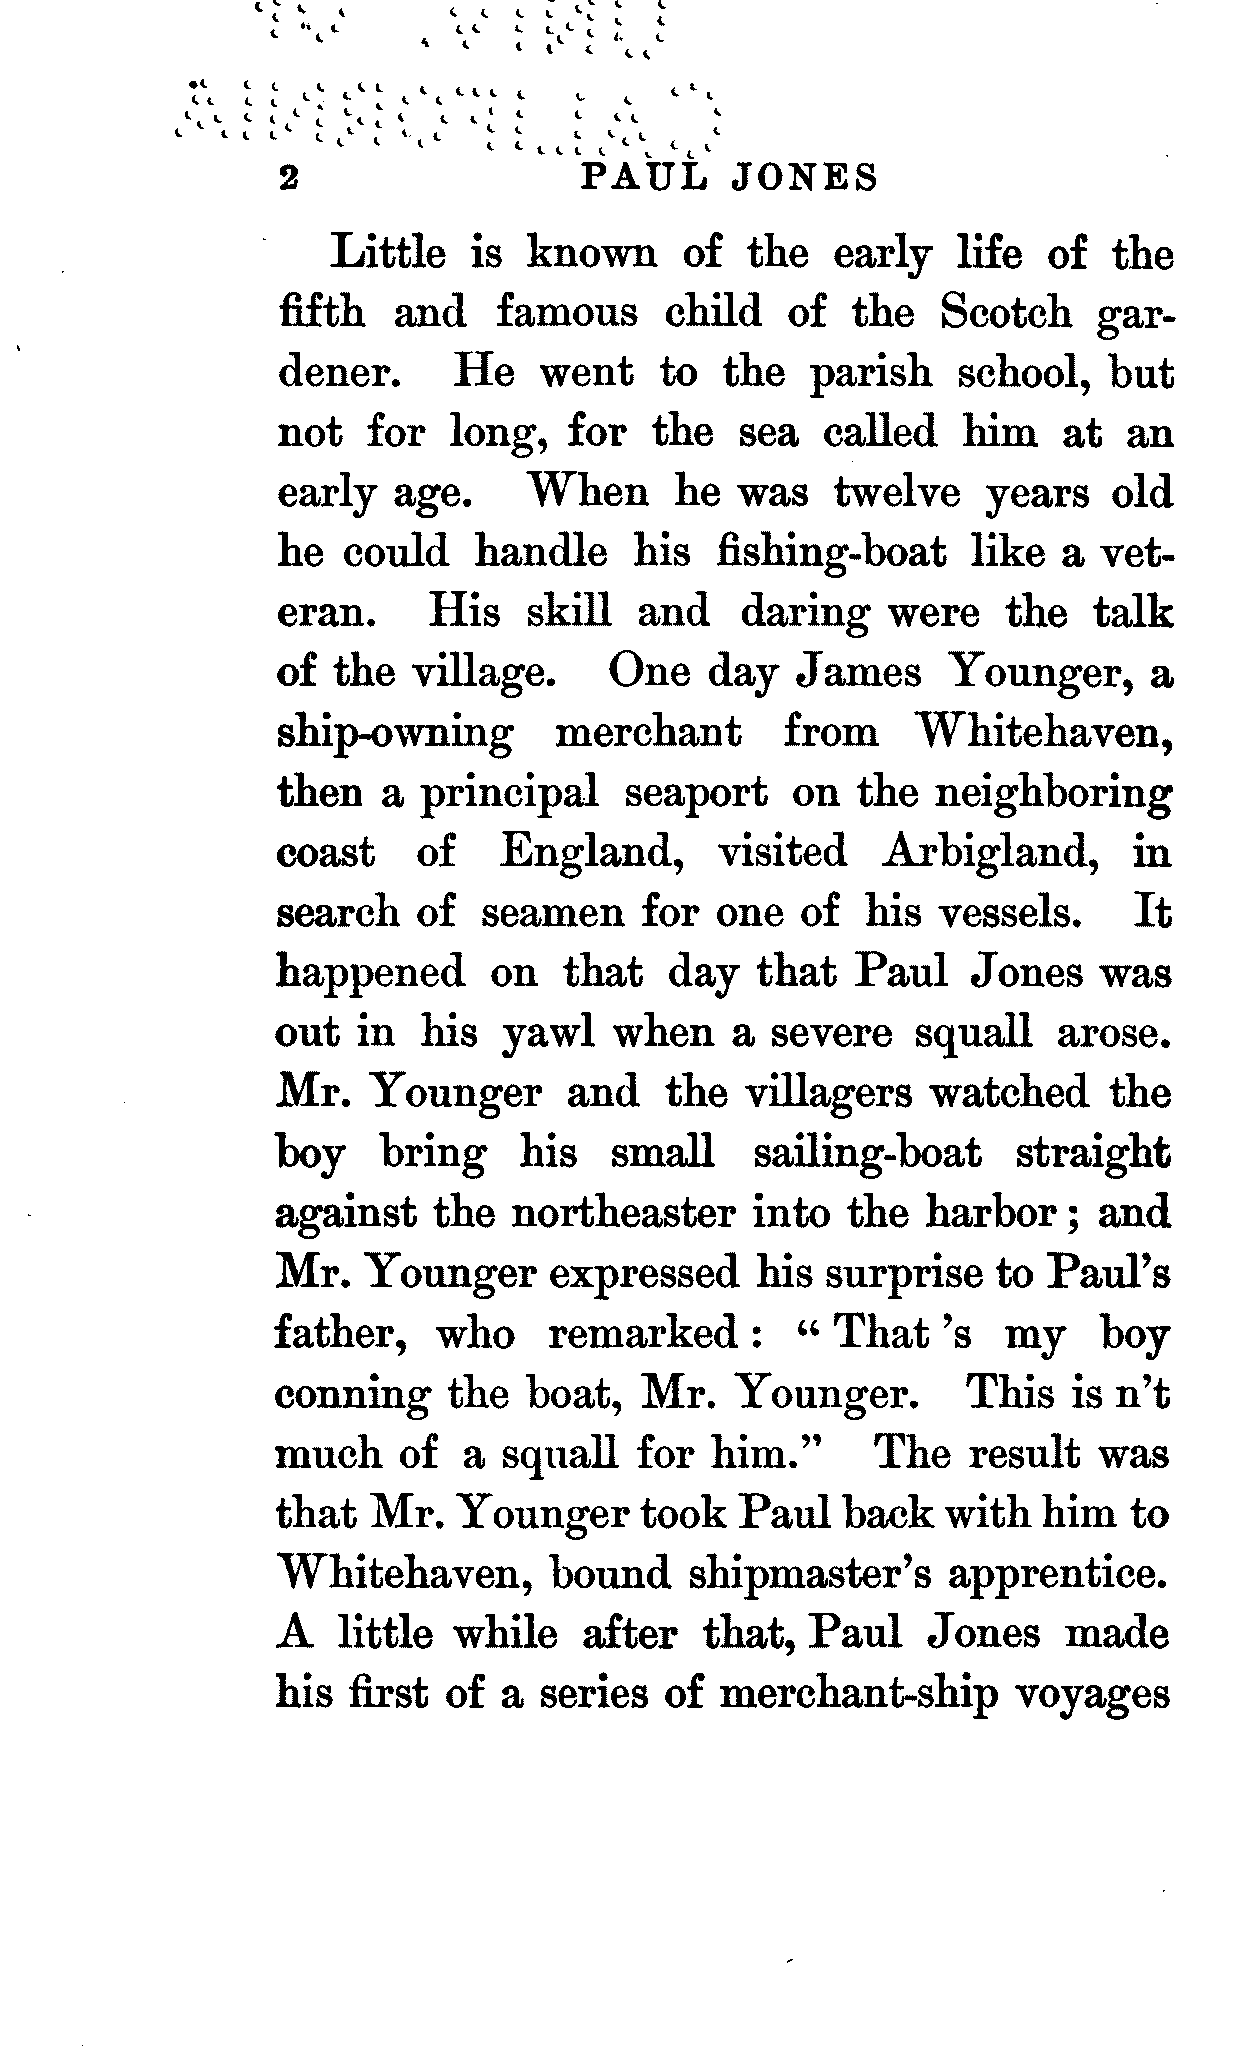 2 PAUL JONES
Little is known of the early life of the
fifth and famous child of the Scotch gar-
dener. He went to the parish school, but
not for long, for the sea called him at an
early age. When he was twelve years old
he could handle his fishing-boat like a vet-
eran. His skill and daring were the talk
of the village. One day James Younger, a
ship-owning merchant from Whitehaven,
then a principal seaport on the neighboring
coast of England, visited Arbigland, in
search of seamen for one of his vessels. It
happened on that day that Paul Jones was
out in his yawl when a severe squall arose.
Mr. Younger and the villagers watched the
boy bring his small sailing-boat straight
against the northeaster into the harbor; and
Mr. Younger expressed his surprise to Paul's
father, who remarked: "That's my boy
conning the boat, Mr. Younger. This is n't
much of a squall for him." The result was
that Mr. Younger took Paul back with him to
Whitehaven, bound shipmaster's apprentice.
A little while after that, Paul Jones made
his first of a series of merchant-ship voyages